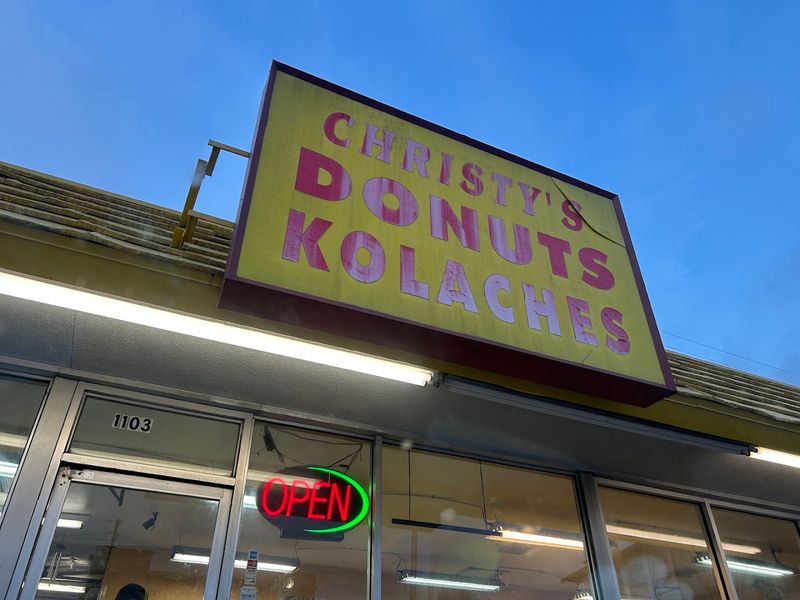 CHRISTY'S
DONUTS
KOLACHES
1103
OPEN